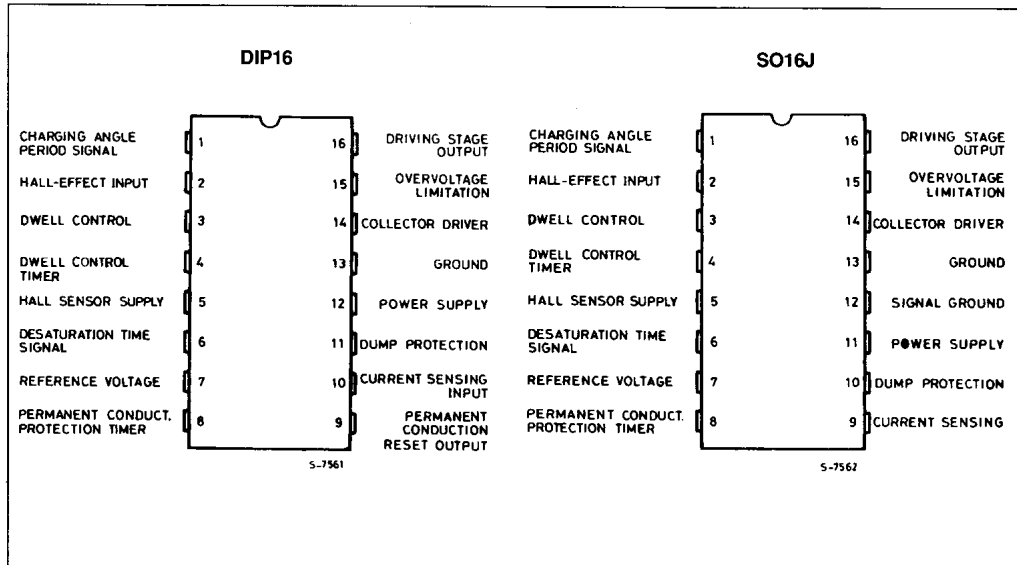 DIP16
CHARGING ANGLE
PERIOD SIGNAL
1
16
DRIVING STAGE
OUTPUT
HALL-EFFECT INPUT
2
15
OVERVOLTAGE
LIMITATION
DWELL CONTROL
3
14
COLLECTOR DRIVER
DWELL CONTROL
TIMER
4
13
GROUND
HALL SENSOR SUPPLY
5
12
POWER SUPPLY
DESATURATION TIME
SIGNAL
6
11
DUMP PROTECTION
REFERENCE VOLTAGE
7
10
CURRENT SENSING
INPUT
PERMANENT CONDUCT.
PROTECTION TIMER
8
9
PERMANENT
CONDUCTION
RESET OUTPUT
S-7561
SO16J
CHARGING ANGLE
PERIOD SIGNAL
1
16
DRIVING STAGE
OUTPUT
HALL-EFFECT INPUT
2
15
OVERVOLTAGE
LIMITATION
DWELL CONTROL
3
14
COLLECTOR DRIVER
DWELL CONTROL
TIMER
4
13
GROUND
HALL SENSOR SUPPLY
5
12
SIGNAL GROUND
DESATURATION TIME
SIGNAL
6
11
POWER SUPPLY
REFERENCE VOLTAGE
7
10
DUMP PROTECTION
PERMANENT CONDUCT.
PROTECTION TIMER
8
9
CURRENT SENSING
S-7562